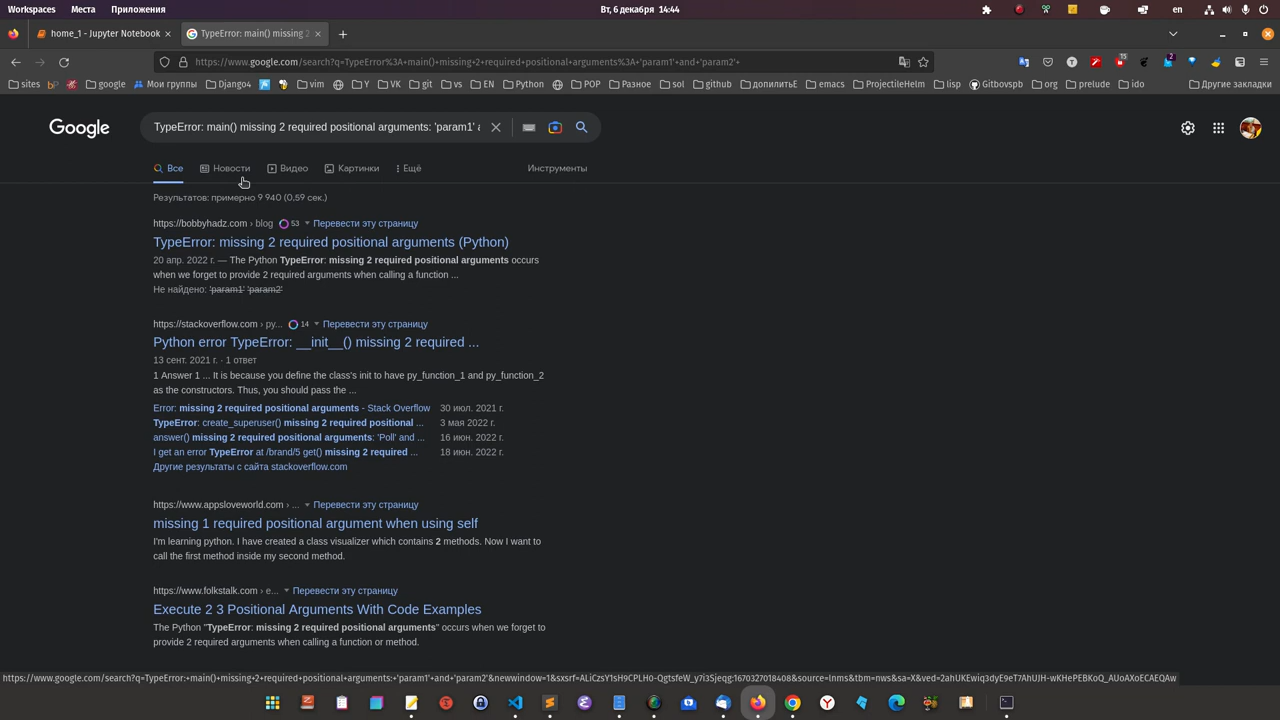 Workspaces Места Приложения Вт, 6 декабря 14:44 en
home_1 - Jupyter Notebook TypeError: main() missing 2
https://www.google.com/search?q=TypeError%3A+main()+missing+2+required+positional+arguments%3A+'param1'+and+'param2'+ 15 2
sites google Мои группы Django4 vim Y VK git vs EN Python POP Разное sol github допилитьЕ emacs ProjectileHelm lisp Gitbovspb org prelude ido Другие закладки
Google TypeError: main() missing 2 required positional arguments: 'param1' a
Все Новости Видео Картинки Ещё Инструменты
Результатов: примерно 9 940 (0,59 сек.)
https://bobbyhadz.com › blog 53 Перевести эту страницу
TypeError: missing 2 required positional arguments (Python)
20 апр. 2022 г. — The Python TypeError: missing 2 required positional arguments occurs
when we forget to provide 2 required arguments when calling a function ...
Не найдено: 'param1' 'param2'
https://stackoverflow.com › py... 14 Перевести эту страницу
Python error TypeError: __init__() missing 2 required ...
13 сент. 2021 г. · 1 ответ
1 Answer 1 ... It is because you define the class's init to have py_function_1 and py_function_2
as the constructors. Thus, you should pass the ...
Error: missing 2 required positional arguments - Stack Overflow 30 июл. 2021 г.
TypeError: create_superuser() missing 2 required positional ... 3 мая 2022 г.
answer() missing 2 required positional arguments: 'Poll' and ... 16 июн. 2022 г.
I get an error TypeError at /brand/5 get() missing 2 required ... 18 июн. 2022 г.
Другие результаты с сайта stackoverflow.com
https://www.appsloveworld.com › ... Перевести эту страницу
missing 1 required positional argument when using self
I'm learning python. I have created a class visualizer which contains 2 methods. Now I want to
call the first method inside my second method.
https://www.folkstalk.com › e... Перевести эту страницу
Execute 2 3 Positional Arguments With Code Examples
The Python "TypeError: missing 2 required positional arguments" occurs when we forget to
provide 2 required arguments when calling a function or method.